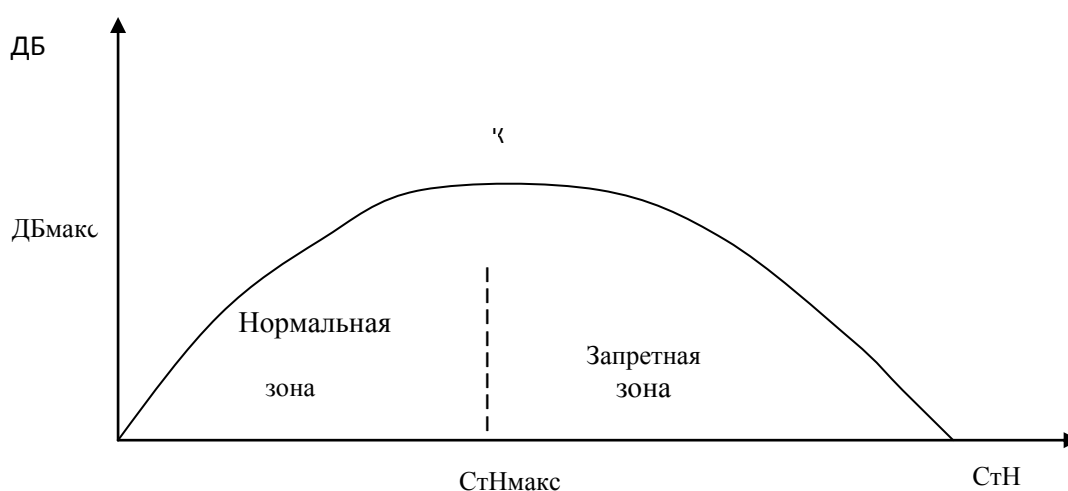 ДБ
ДБмакс
Нормальная
зона
Запретная
зона
СтНмакс
СтН